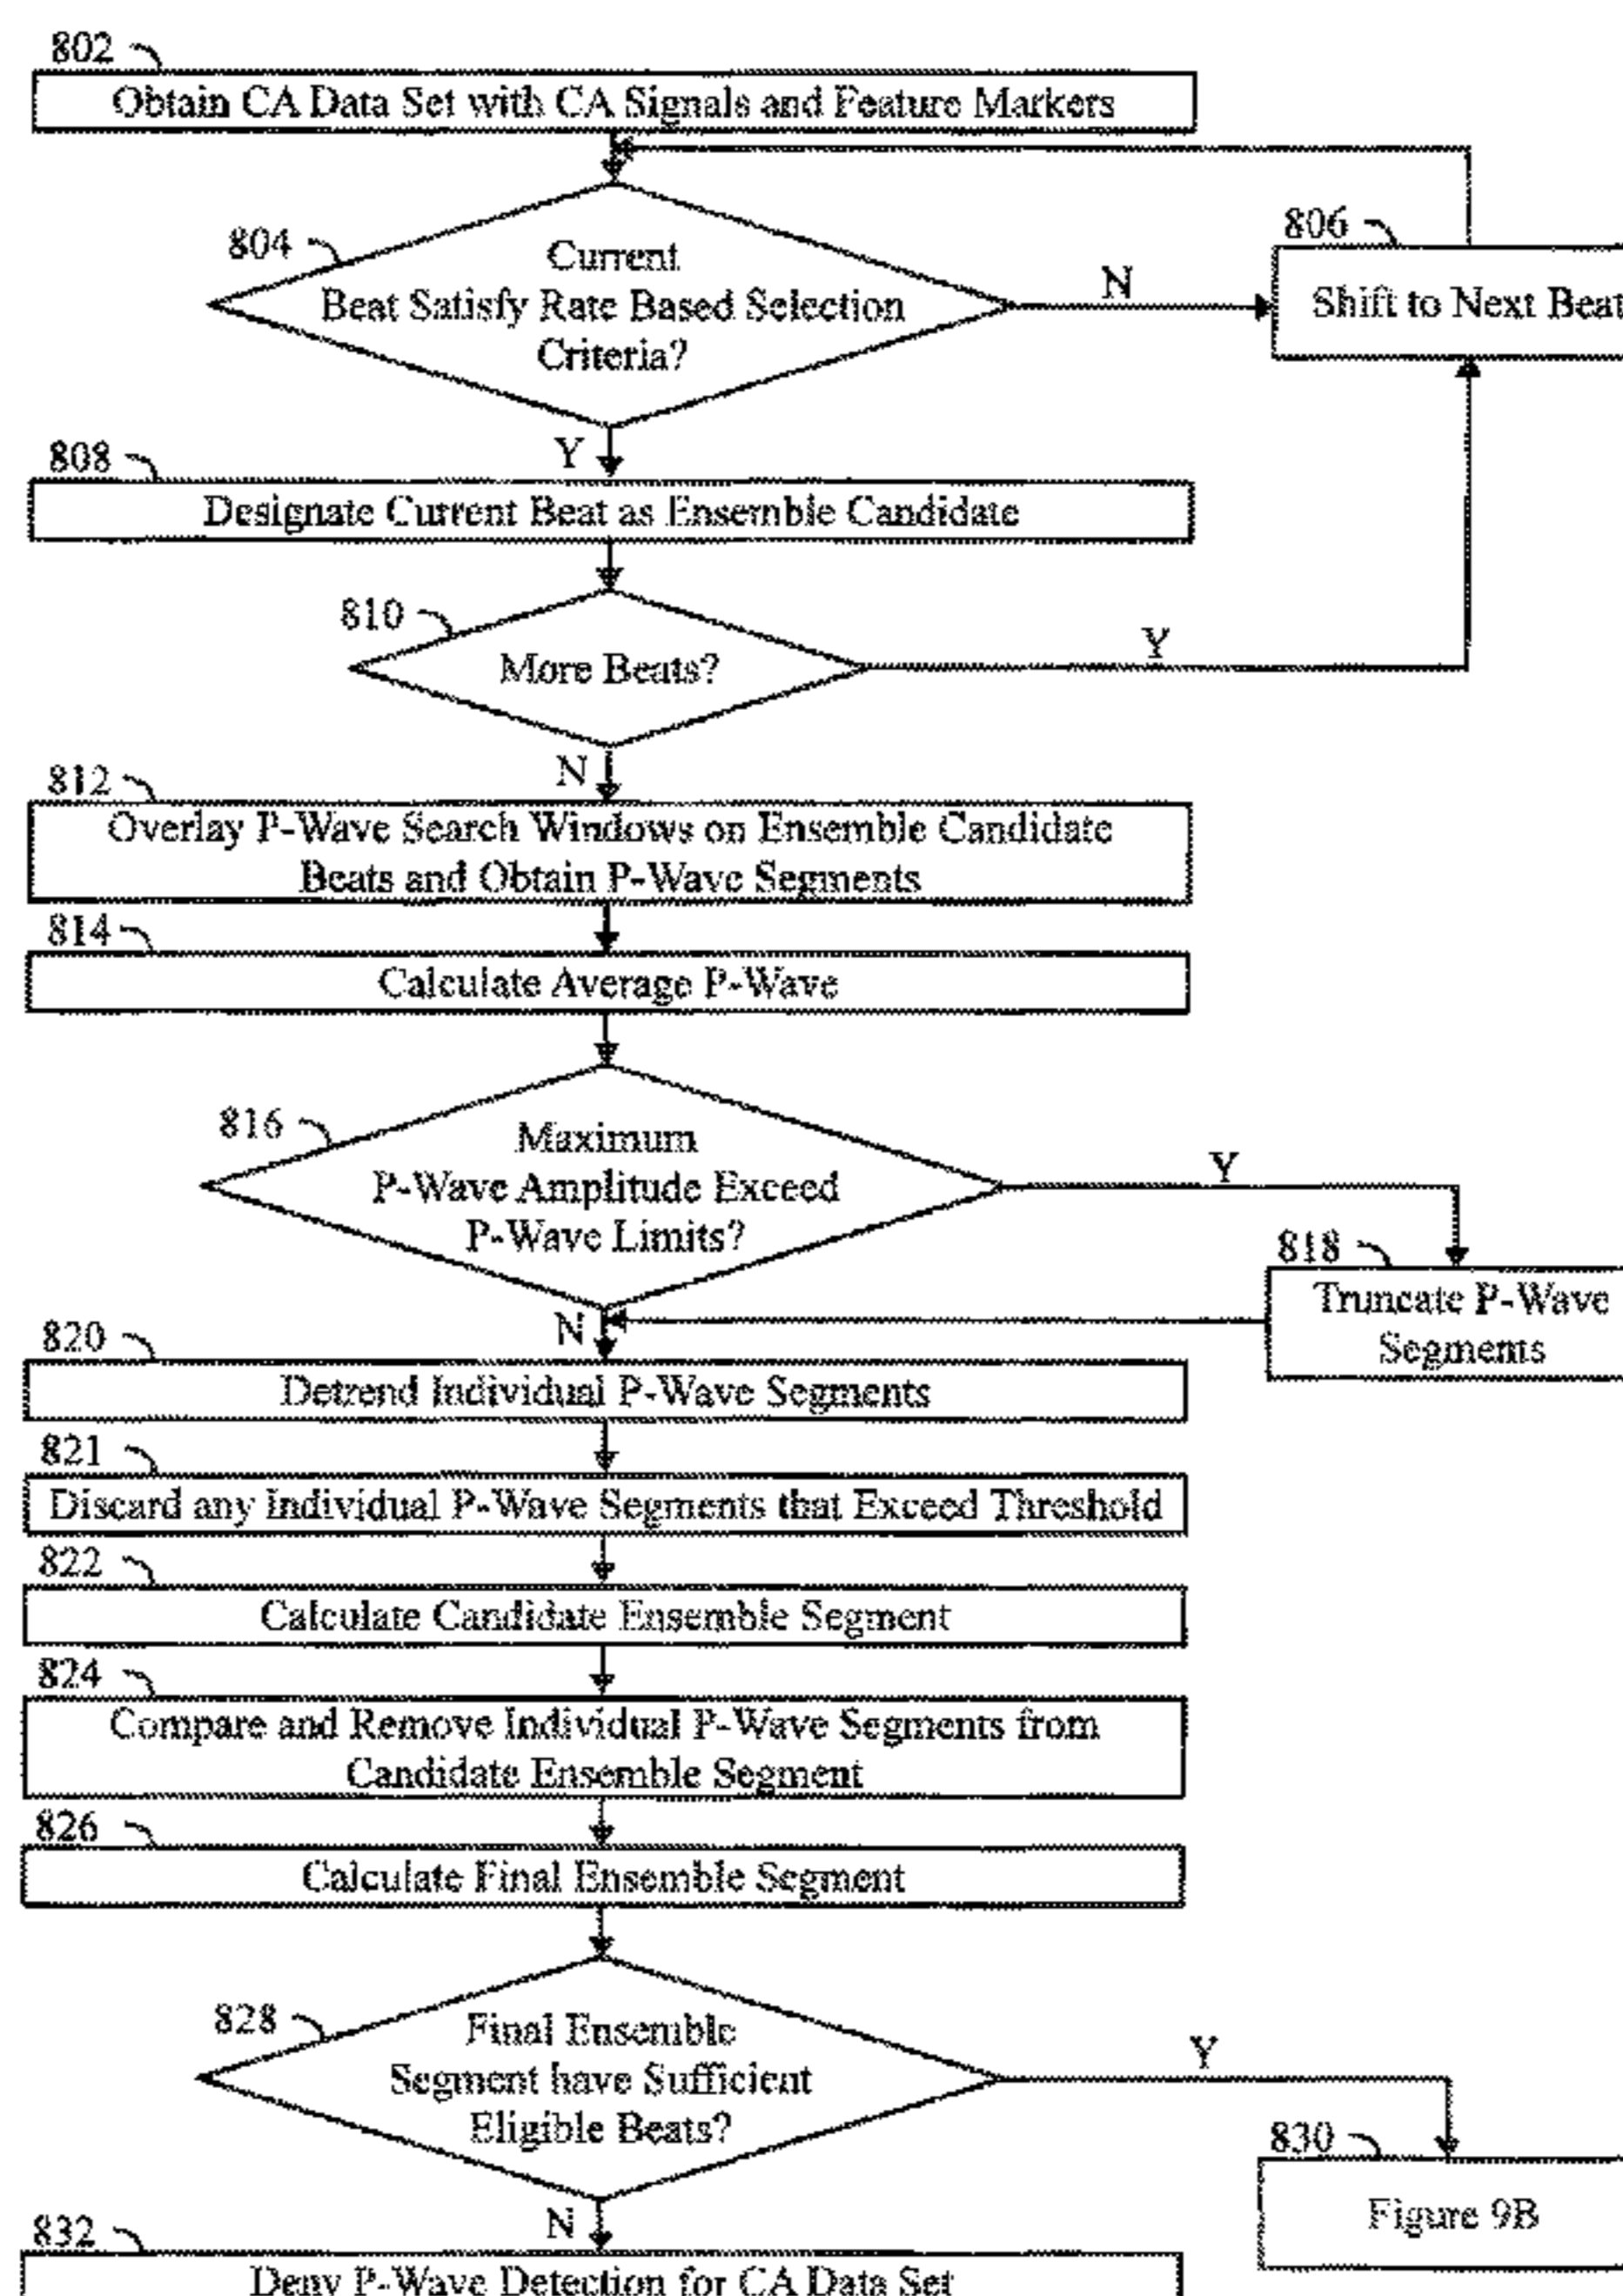 802
Obtain CA Data Set with CA Signals and Feature Markers
804
Current
Beat Satisfy Rate Based Selection
Criteria?
N
806
Shift to Next Beat
Y
808
Designate Current Beat as Ensemble Candidate
810
More Beats?
Y
N
812
Overlay P-Wave Search Windows on Ensemble Candidate
Beats and Obtain P-Wave Segments
814
Calculate Average P-Wave
816
Maximum
P-Wave Amplitude Exceed
P-Wave Limits?
Y
818
Truncate P-Wave
Segments
N
820
Detrend Individual P-Wave Segments
821
Discard any Individual P-Wave Segments that Exceed Threshold
822
Calculate Candidate Ensemble Segment
824
Compare and Remove Individual P-Wave Segments from
Candidate Ensemble Segment
826
Calculate Final Ensemble Segment
828
Final Ensemble
Segment have Sufficient
Eligible Beats?
Y
830
Figure 9B
N
832
Deny P-Wave Detection for CA Data Set